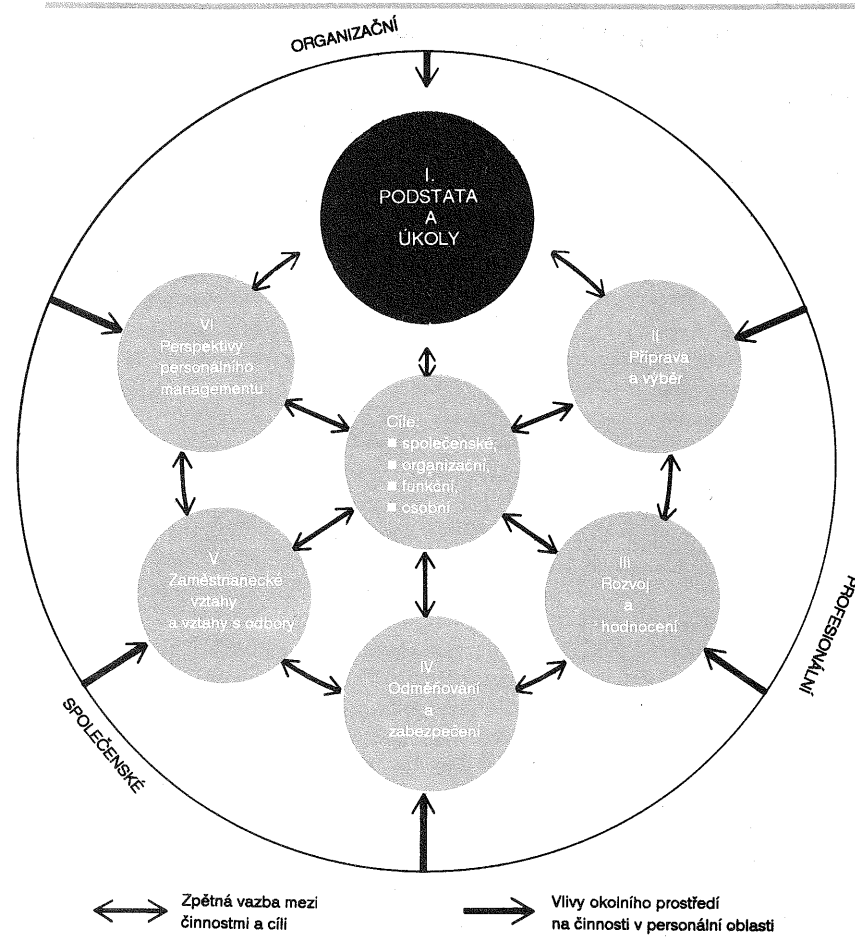 ORGANIZAČNÍ
I.
PODSTATA
A
ÚKOLY
VI
Perspektivy
personálního
managementu
II
Příprava
a výběr
Cíle:
■ společenské,
■ organizační,
■ funkční,
■ osobní
V
Zaměstnanecké
vztahy
a vztahy s odbory
III
Rozvoj
a
hodnocení
IV
Odměňování
a
zabezpečení
SPOLEČENSKÉ
PROFESIONÁLNÍ
Zpětná vazba mezi
činnostmi a cíli
Vlivy okolního prostředí
na činnosti v personální oblasti